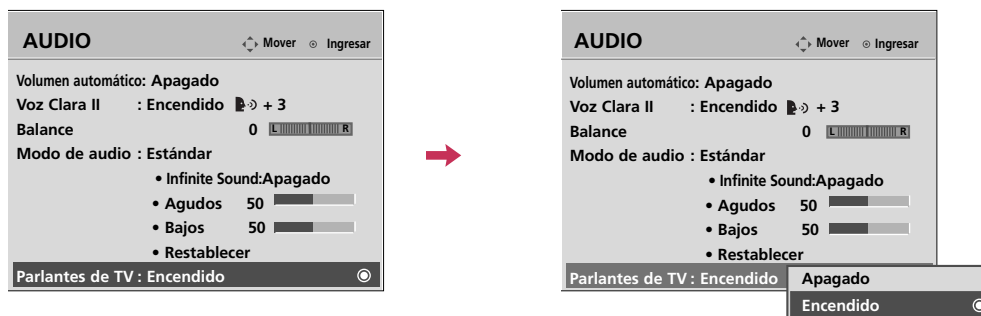 AUDIO Mover Ingresar
Volumen automático: Apagado
Voz Clara II : Encendido + 3
Balance 0 L R
Modo de audio : Estándar
• Infinite Sound:Apagado
• Agudos 50
• Bajos 50
• Restablecer
Parlantes de TV : Encendido
AUDIO Mover Ingresar
Volumen automático: Apagado
Voz Clara II : Encendido + 3
Balance 0 L R
Modo de audio : Estándar
• Infinite Sound:Apagado
• Agudos 50
• Bajos 50
• Restablecer
Parlantes de TV : Encendido
Apagado
Encendido